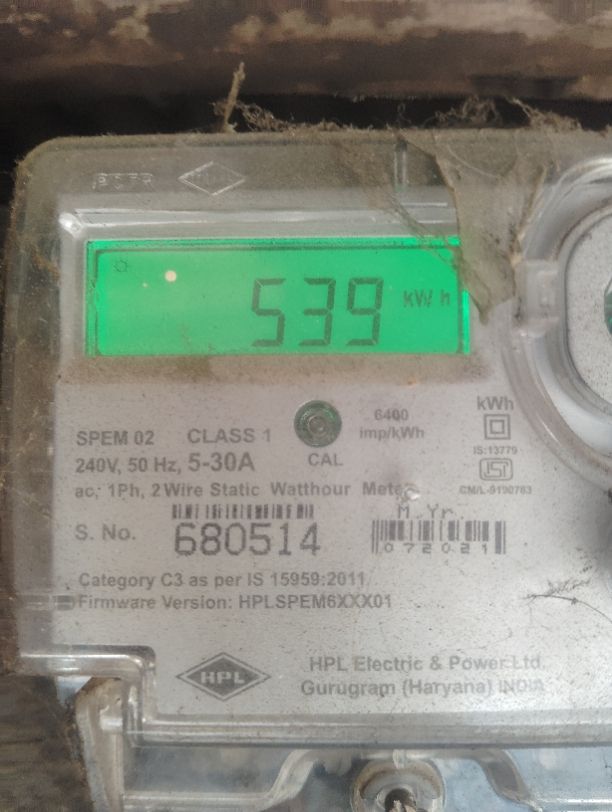 539 kWh
6400
imp/kWh
kWh
SPEM 02 CLASS 1
240V, 50 Hz, 5-30A
CAL
IS:13779
CM/L-9190763
ac, 1Ph, 2 Wire Static Watthour Meter
M.Yr.
072021
S. No. 680514
Category C3 as per IS 15959:2011
Firmware Version: HPLSPEM6XXX01
HPL
HPL Electric & Power Ltd.
Gurugram (Haryana) INDIA